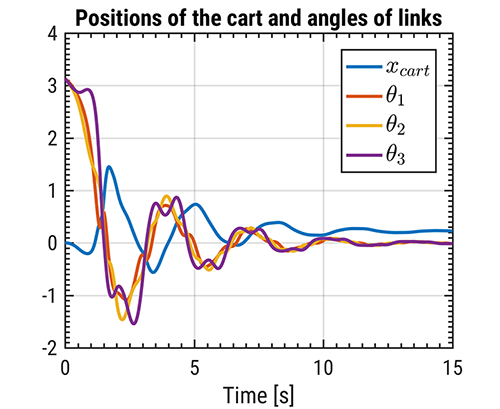 Positions of the cart and angles of links
4
3
2
1
0
-1
-2
0 5 10 15
Time [s]
x_cart
θ₁
θ₂
θ₃